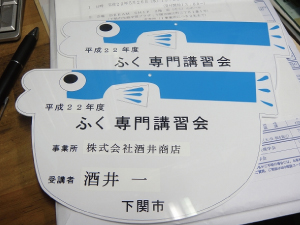 平成22年度
ふく 専門講習会
平成22年度
ふく 専門講習会
事業所 株式会社酒井商店
受講者 酒井 一
下関市